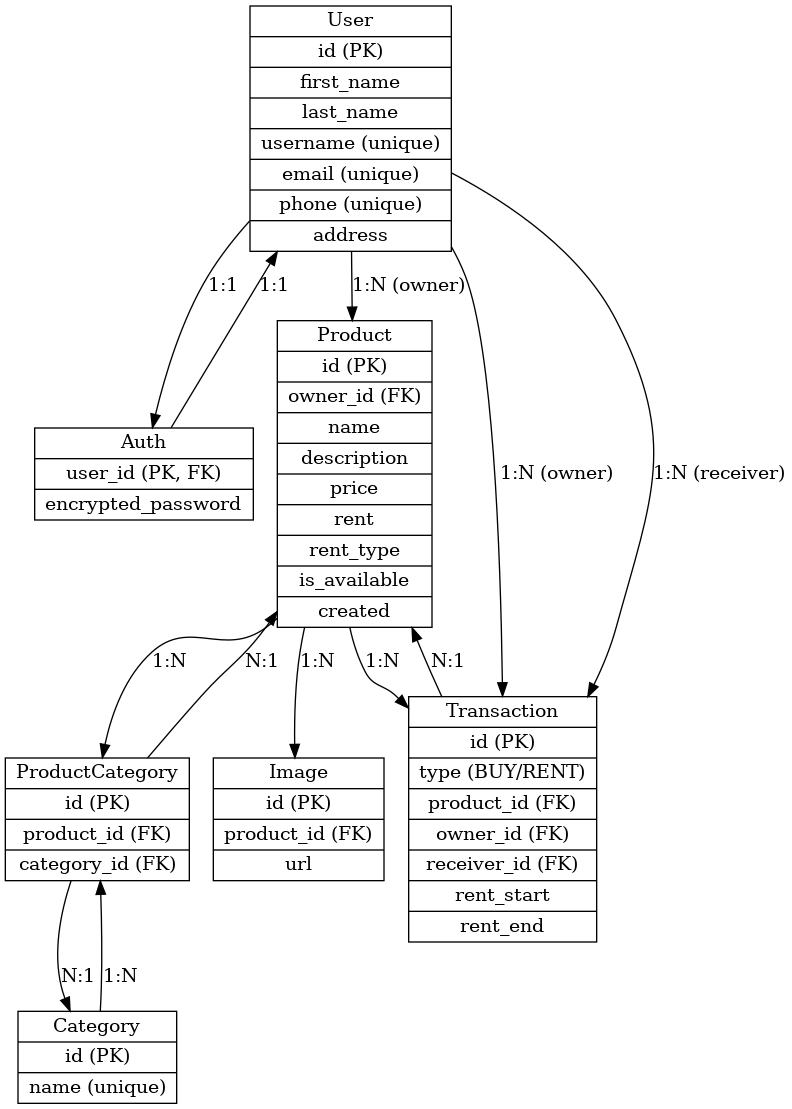 User
id (PK)
first_name
last_name
username (unique)
email (unique)
phone (unique)
address
1:1
1:1
1:N (owner)
Product
id (PK)
owner_id (FK)
name
description
price
rent
rent_type
is_available
created
Auth
user_id (PK, FK)
encrypted_password
1:N (owner)
1:N (receiver)
1:N
N:1
1:N
1:N
N:1
ProductCategory
id (PK)
product_id (FK)
category_id (FK)
Image
id (PK)
product_id (FK)
url
Transaction
id (PK)
type (BUY/RENT)
product_id (FK)
owner_id (FK)
receiver_id (FK)
rent_start
rent_end
N:1
1:N
Category
id (PK)
name (unique)